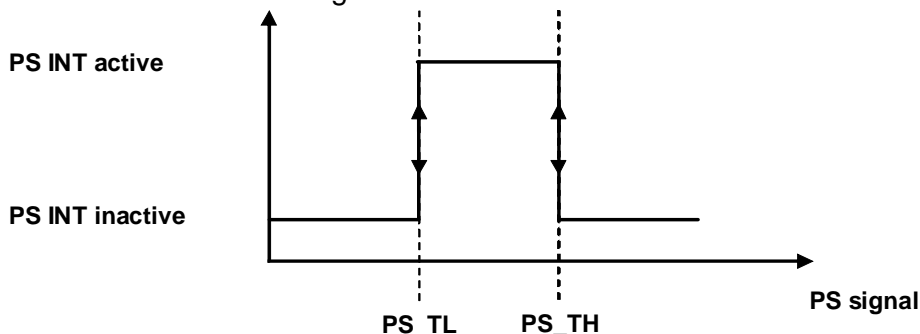 PS INT active
PS INT inactive
PS signal
PS_TL PS_TH